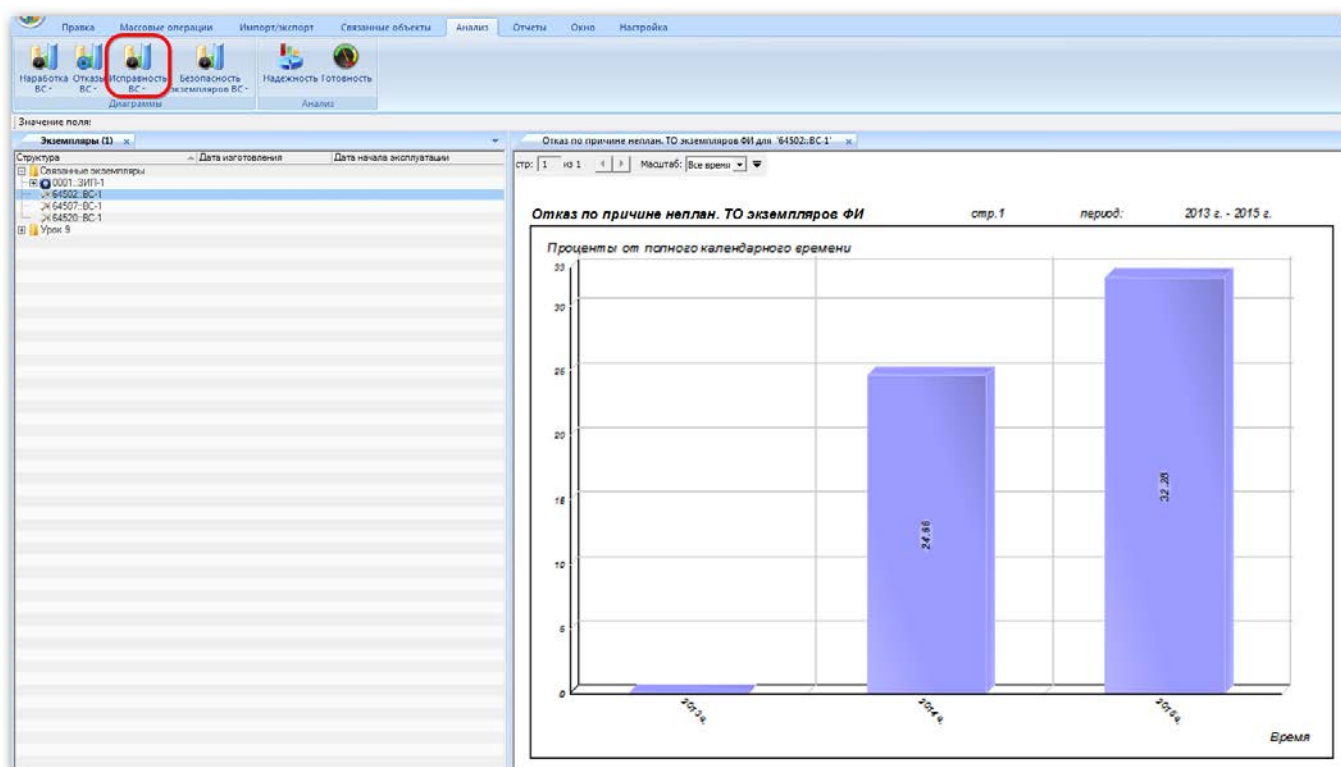 Правка Массовые операции Импорт/экспорт Связанные объекты Анализ Отчеты Окно Настройка
Наработка ВС Отказы ВС Исправность ВС Безопасность экземпляров ВС Надежность Готовность
Диаграммы Анализ
Значение поля:
Экземпляры (1) x
Отказ по причине неплан. ТО экземпляров ФИ для '64502::ВС-1' x
Структура Дата изготовления Дата начала эксплуатации
Связанные экземпляры
0001::ЗИП-1
64502::ВС-1
64507::ВС-1
64520::ВС-1
Урок 9
стр: 1 из 1 Масштаб: Все время
Отказ по причине неплан. ТО экземпляров ФИ стр.1 период: 2013 г. - 2015 г.
Проценты от полного календарного времени
33
30
25
20
15
10
5
0
24.66
32.28
2013г.
2014г.
2015г.
Время